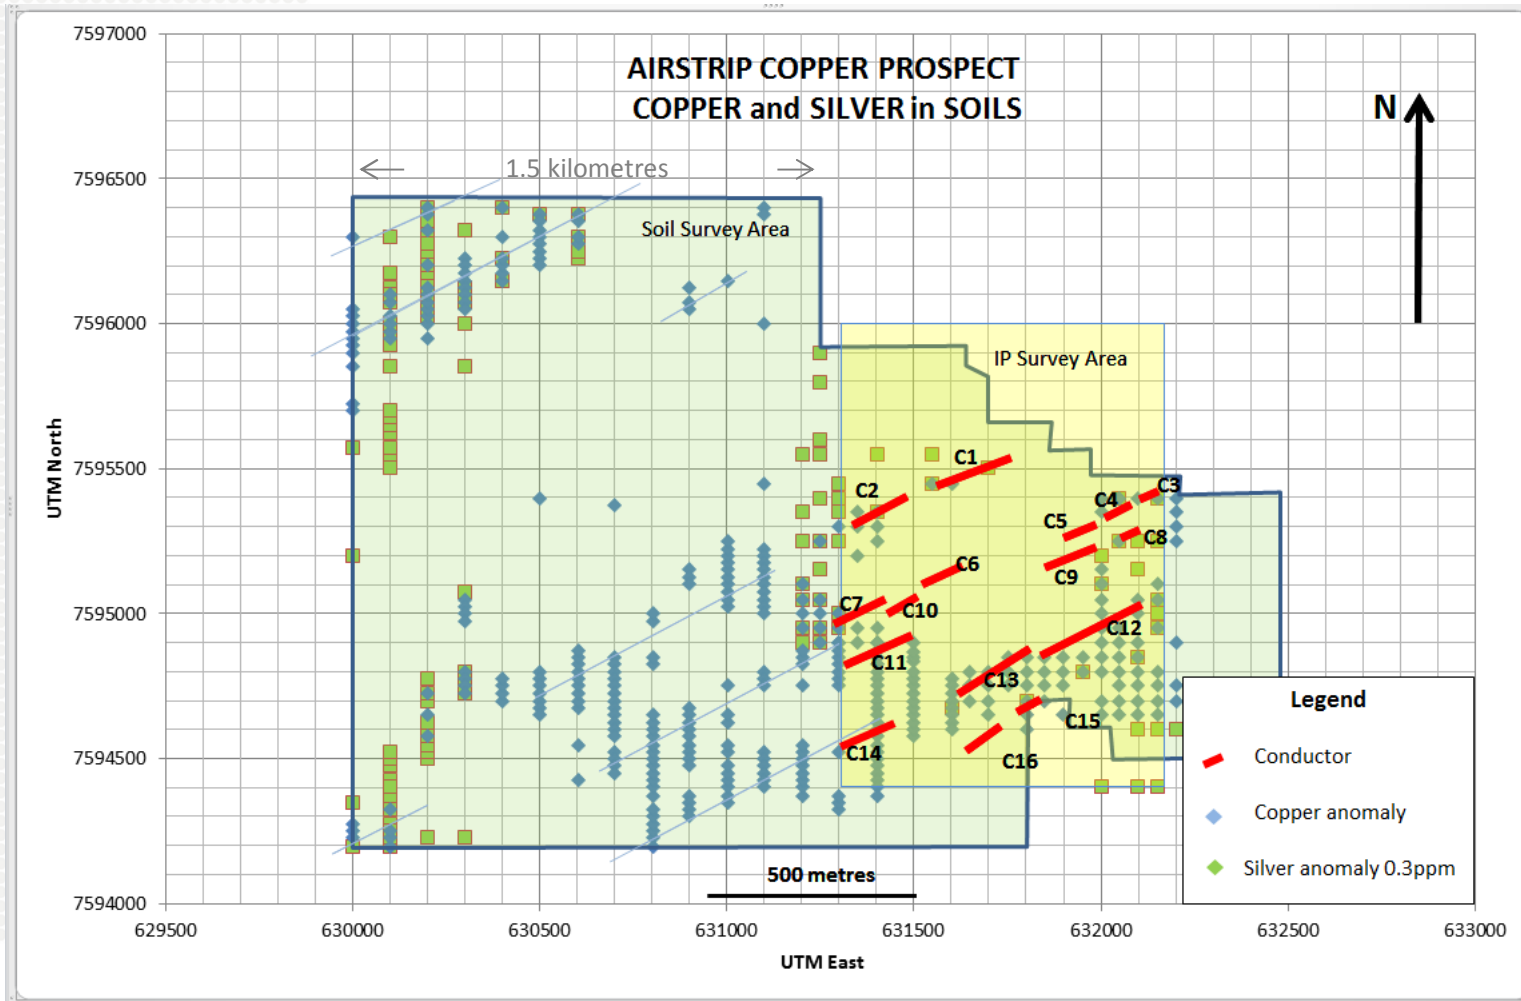 AIRSTRIP COPPER PROSPECT
COPPER and SILVER in SOILS
N
1.5 kilometres
Soil Survey Area
IP Survey Area
7597000
7596500
7596000
7595500
7595000
7594500
7594000
UTM North
C1
C2
C3
C4
C5
C8
C6
C9
C7
C10
C12
C11
C13
C15
C14
C16
500 metres
Legend
Conductor
Copper anomaly
Silver anomaly 0.3ppm
629500 630000 630500 631000 631500 632000 632500 633000
UTM East